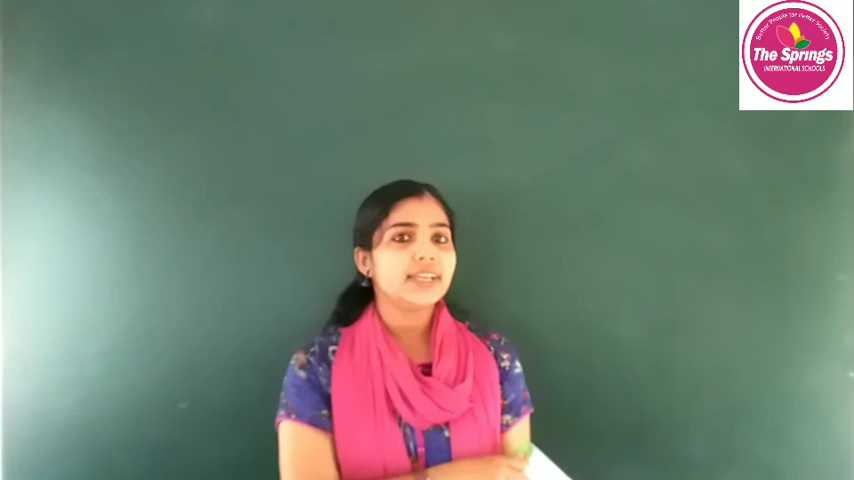 Better People for Better Society
The Springs
INTERNATIONAL SCHOOLS